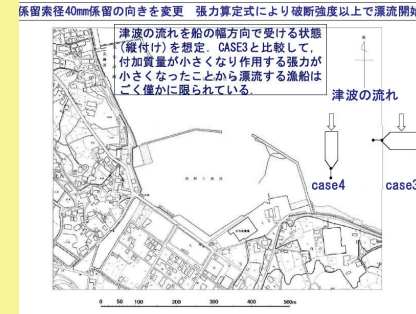 係留索径40mm係留の向きを変更 張力算定式により破断強度以上で漂流開始
津波の流れを船の幅方向で受ける状態
(縦付け)を想定．CASE3と比較して，
付加質量が小さくなり作用する張力が
小さくなったことから漂流する漁船は
ごく僅かに限られている．
津波の流れ
case4
case3
0 50 100 200 300 400 500m